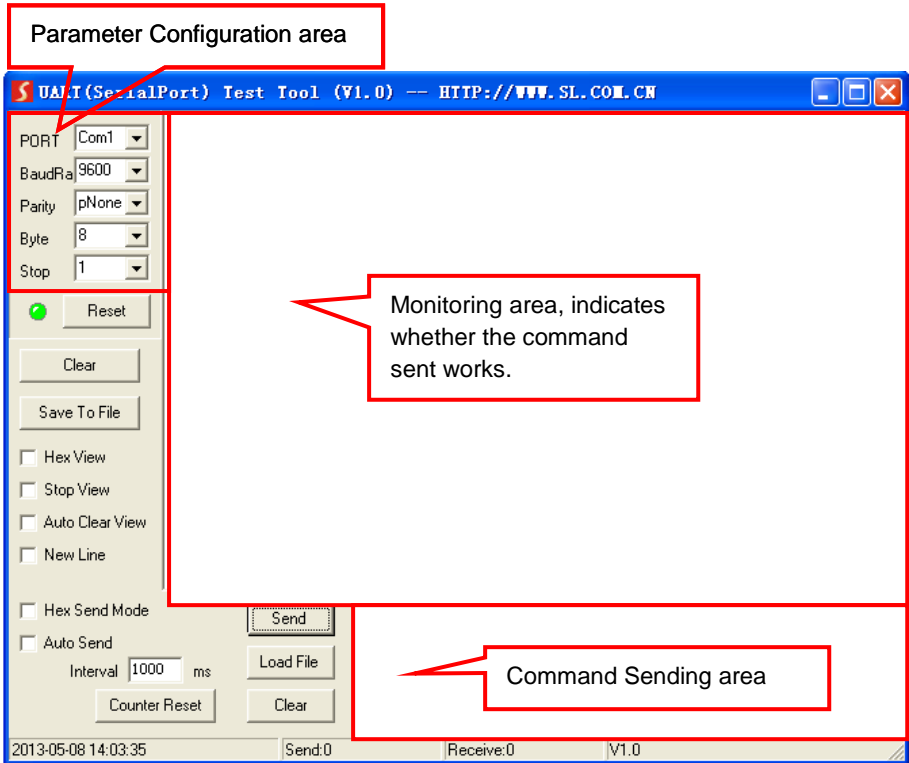 Parameter Configuration area
UART(SerialPort) Test Tool (V1.0) -- HTTP://WWW.SL.COM.CN
PORT Com1
BaudRa 9600
Parity pNone
Byte 8
Stop 1
Reset
Monitoring area, indicates
whether the command
sent works.
Clear
Save To File
Hex View
Stop View
Auto Clear View
New Line
Hex Send Mode
Send
Auto Send
Interval 1000 ms
Load File
Command Sending area
Counter Reset
Clear
2013-05-08 14:03:35 Send:0 Receive:0 V1.0